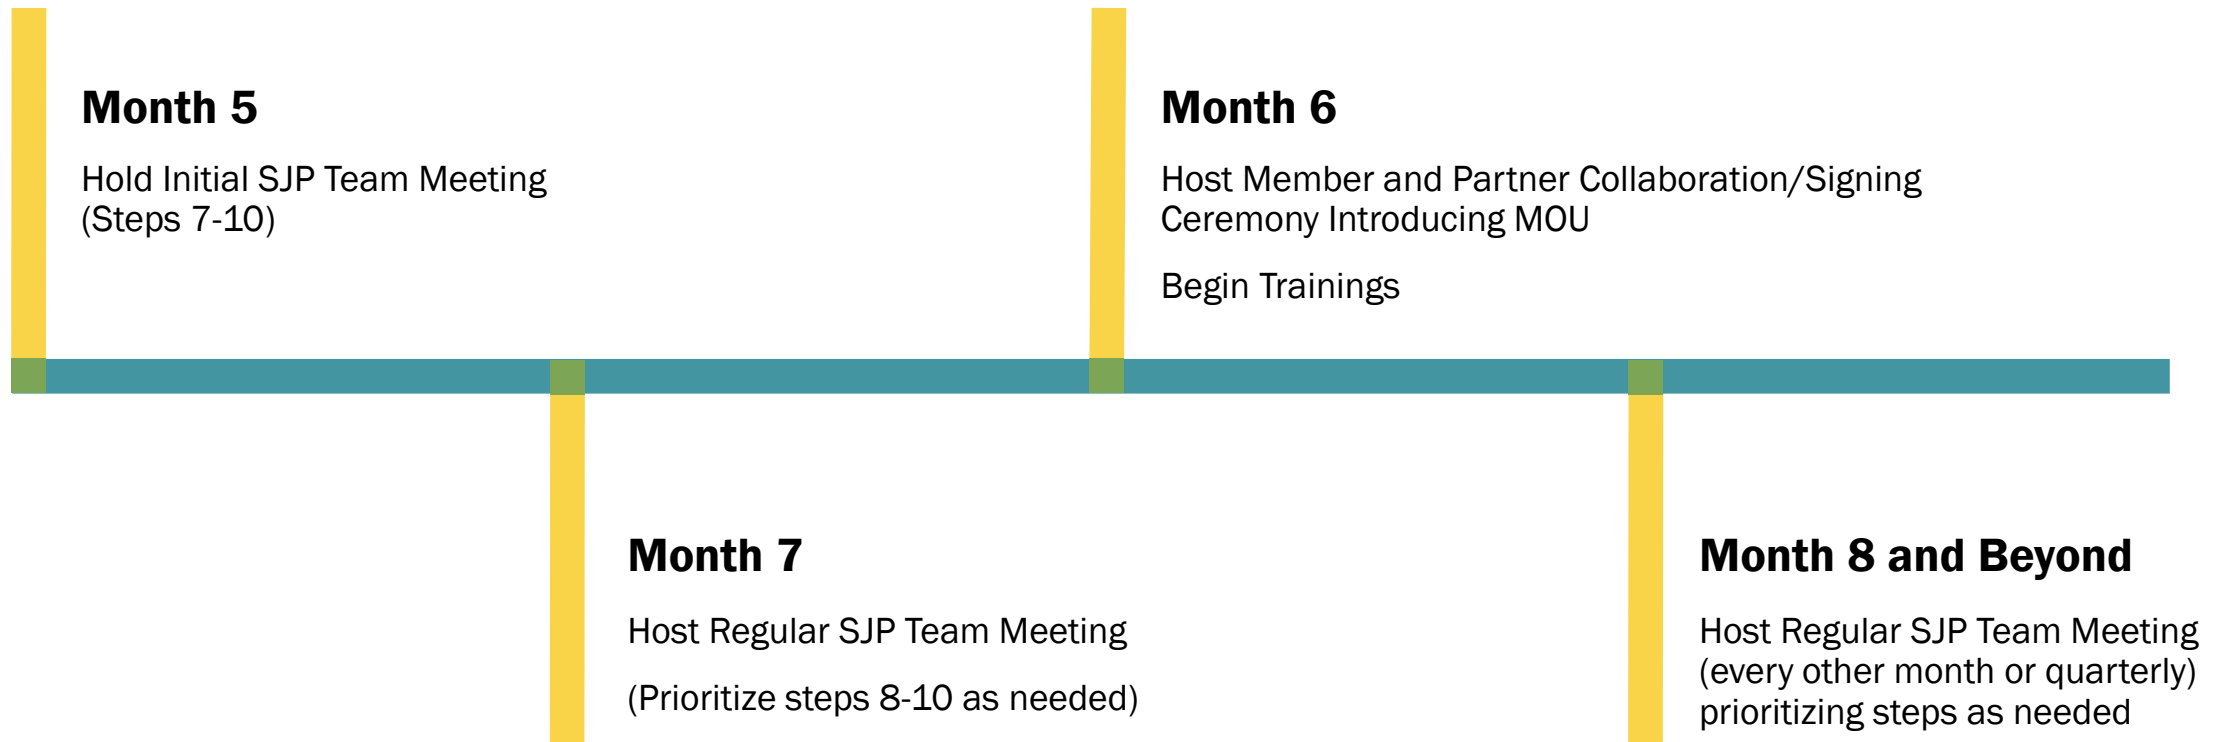 Month 5
Hold Initial SJP Team Meeting
(Steps 7-10)
Month 6
Host Member and Partner Collaboration/Signing
Ceremony Introducing MOU
Begin Trainings
Month 7
Host Regular SJP Team Meeting
(Prioritize steps 8-10 as needed)
Month 8 and Beyond
Host Regular SJP Team Meeting
(every other month or quarterly)
prioritizing steps as needed